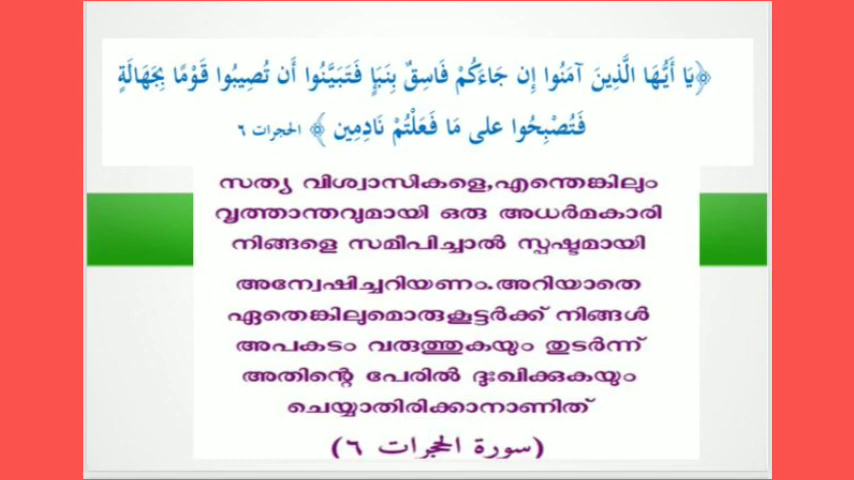 ﴿يَا أَيُّهَا الَّذِينَ آمَنُوا إِن جَاءَكُمْ فَاسِقٌ بِنَبَإٍ فَتَبَيَّنُوا أَن تُصِيبُوا قَوْمًا بِجَهَالَةٍ
فَتُصْبِحُوا على مَا فَعَلْتُمْ نَادِمِين ﴾ الحجرات ٦
സത്യ വിശ്വാസികളെ,എന്തെങ്കിലും
വൃത്താന്തവുമായി ഒരു അധർമകാരി
നിങ്ങളെ സമീപിച്ചാൽ സ്പഷ്ടമായി
അന്വേഷിച്ചറിയണം.അറിയാതെ
ഏതെങ്കിലുമൊരുകൂട്ടർക്ക് നിങ്ങൾ
അപകടം വരുത്തുകയും തുടർന്ന്
അതിന്റെ പേരിൽ ദുഃഖിക്കുകയും
ചെയ്യാതിരിക്കാനാണിത്
(سورة الحجرات ٦)